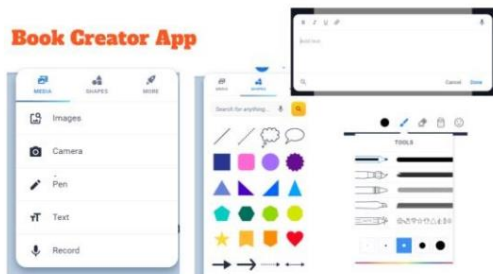 Book Creator App
MEDIA
SHAPES
MORE
Images
Camera
Pen
Text
Record
MEDIA
SHAPES
Search for anything...
B I U
Cancel
Done
TOOLS